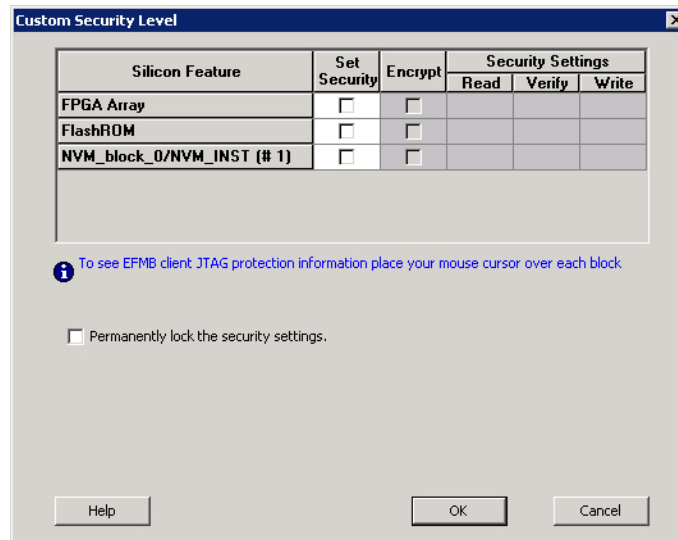 Custom Security Level
Silicon Feature Set Security Encrypt Security Settings
Read Verify Write
FPGA Array
FlashROM
NVM_block_0/NVM_INST (# 1)
To see EFMB client JTAG protection information place your mouse cursor over each block
Permanently lock the security settings.
Help OK Cancel